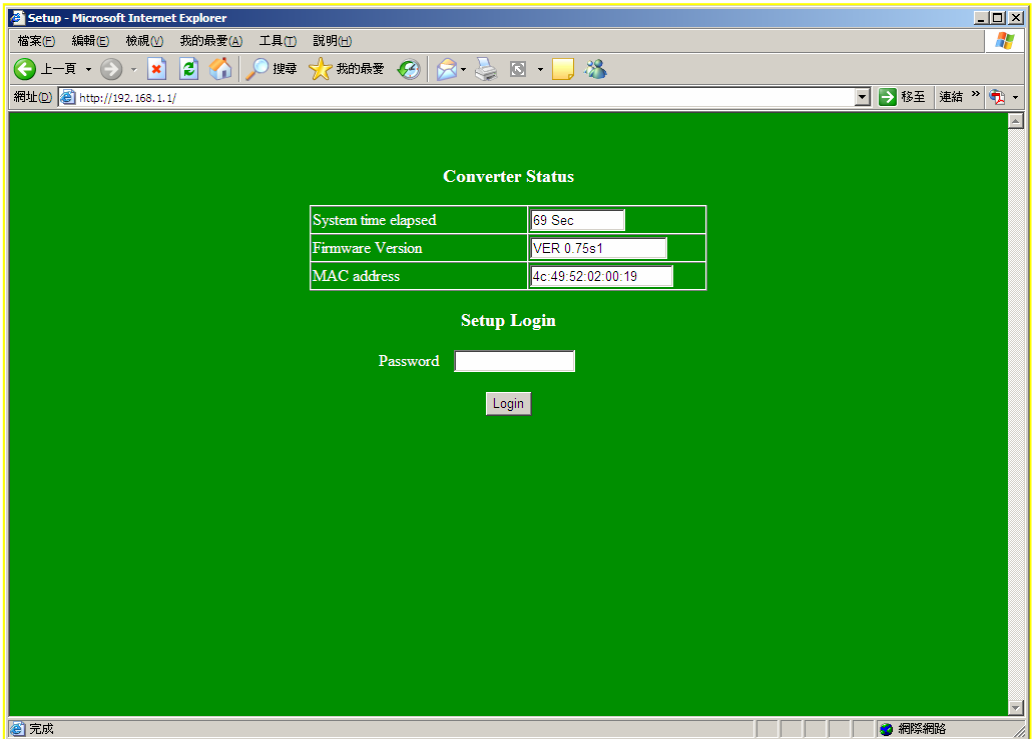 Setup - Microsoft Internet Explorer
檔案(F) 編輯(E) 檢視(V) 我的最愛(A) 工具(T) 說明(H)
上一頁 搜尋 我的最愛
網址(D) http://192.168.1.1/ 移至 連結 »
Converter Status
System time elapsed 69 Sec
Firmware Version VER 0.75s1
MAC address 4c:49:52:02:00:19
Setup Login
Password
Login
完成 網際網路